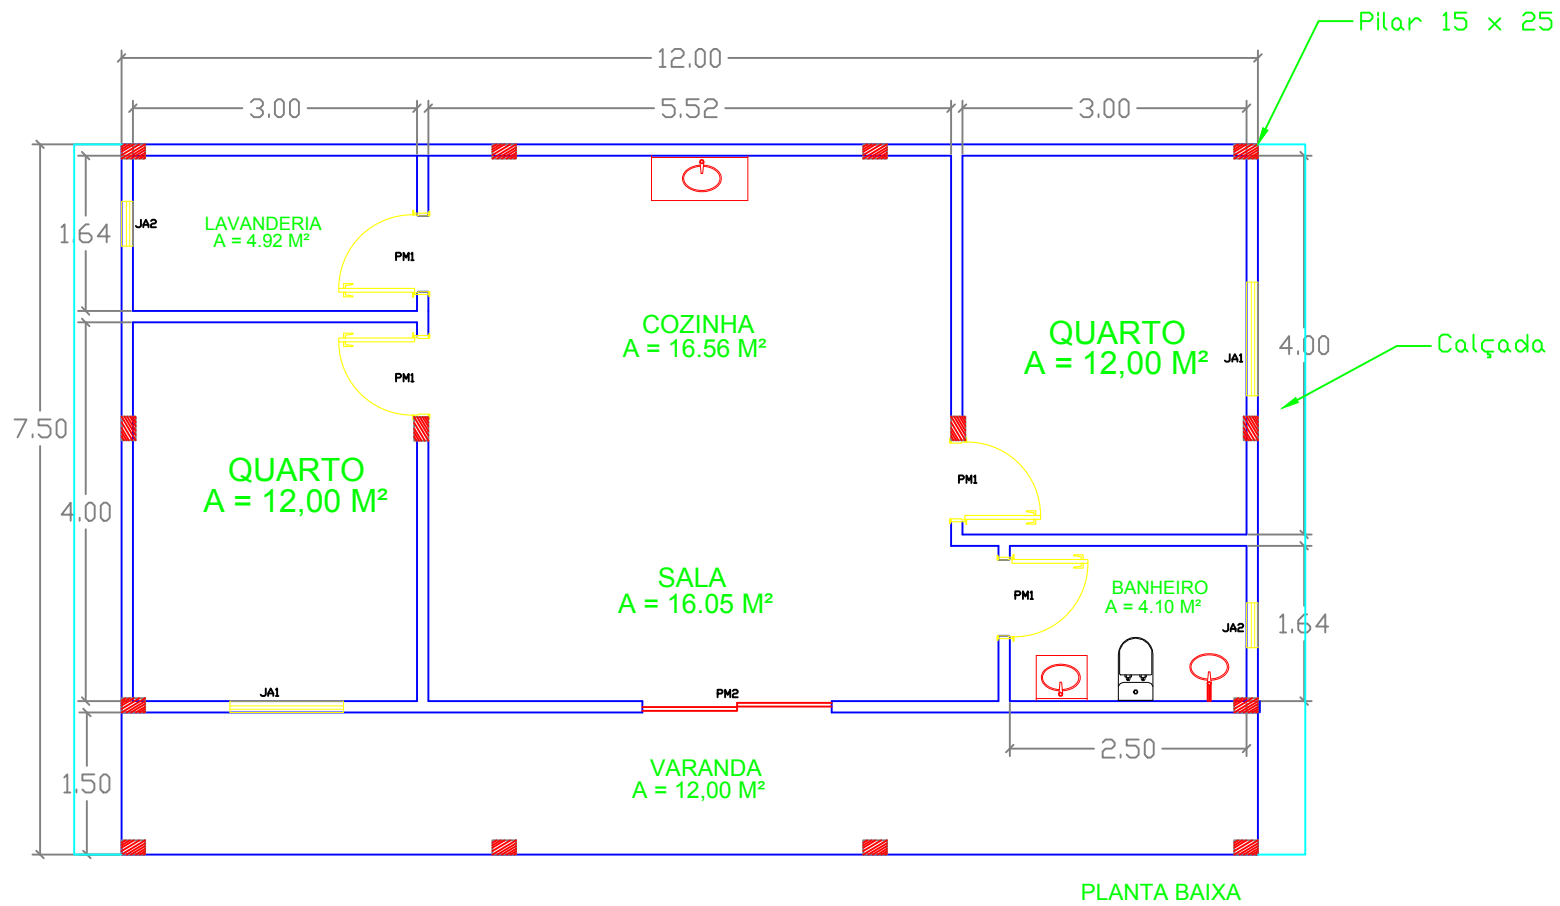 Pilar 15 x 25
12.00
3.00
5.52
3.00
LAVANDERIA
A = 4.92 M²
JA2
1.64
PM1
COZINHA
A = 16.56 M²
QUARTO
A = 12,00 M²
JA1
4.00
Calçada
PM1
7.50
QUARTO
A = 12,00 M²
4.00
PM1
SALA
A = 16.05 M²
PM1
BANHEIRO
A = 4.10 M²
JA2
1.64
JA1
PM2
2.50
VARANDA
A = 12,00 M²
1.50
PLANTA BAIXA